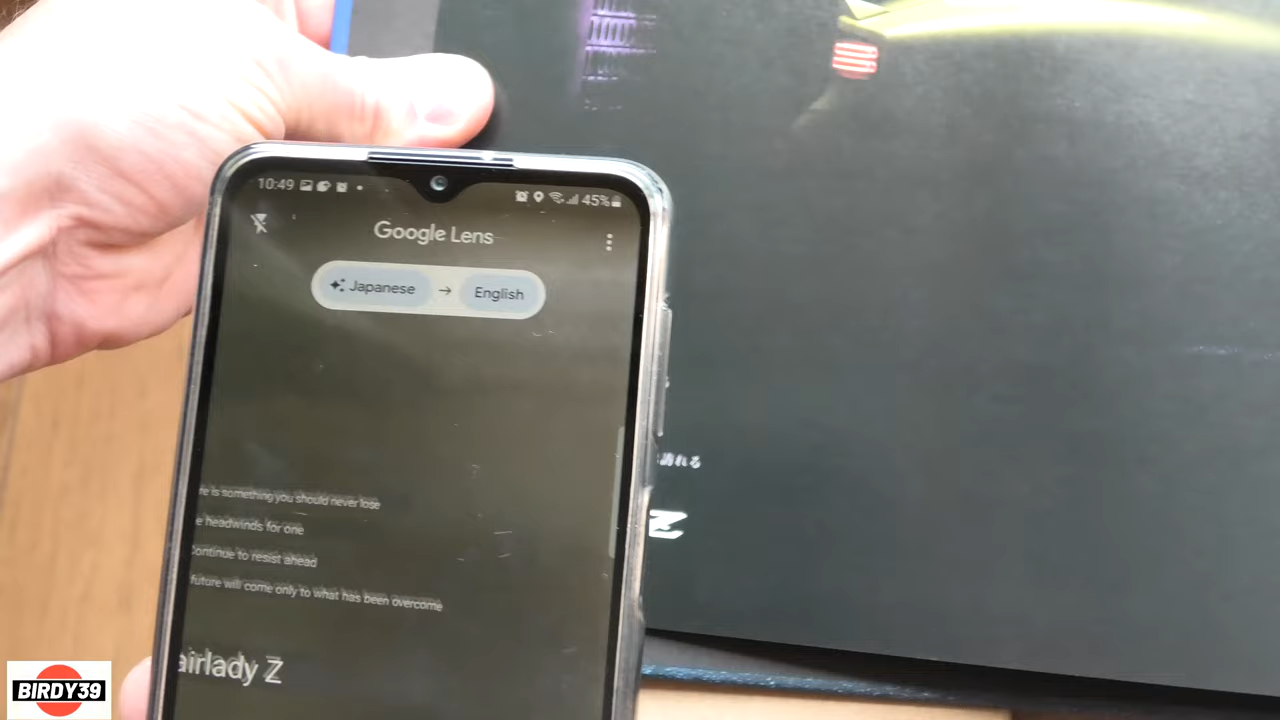 10:49
45%
Google Lens
Japanese → English
re is something you should never lose
e headwinds for one
Continue to resist ahead
future will come only to what has been overcome
airlady Z
れる
Z
BIRDY39